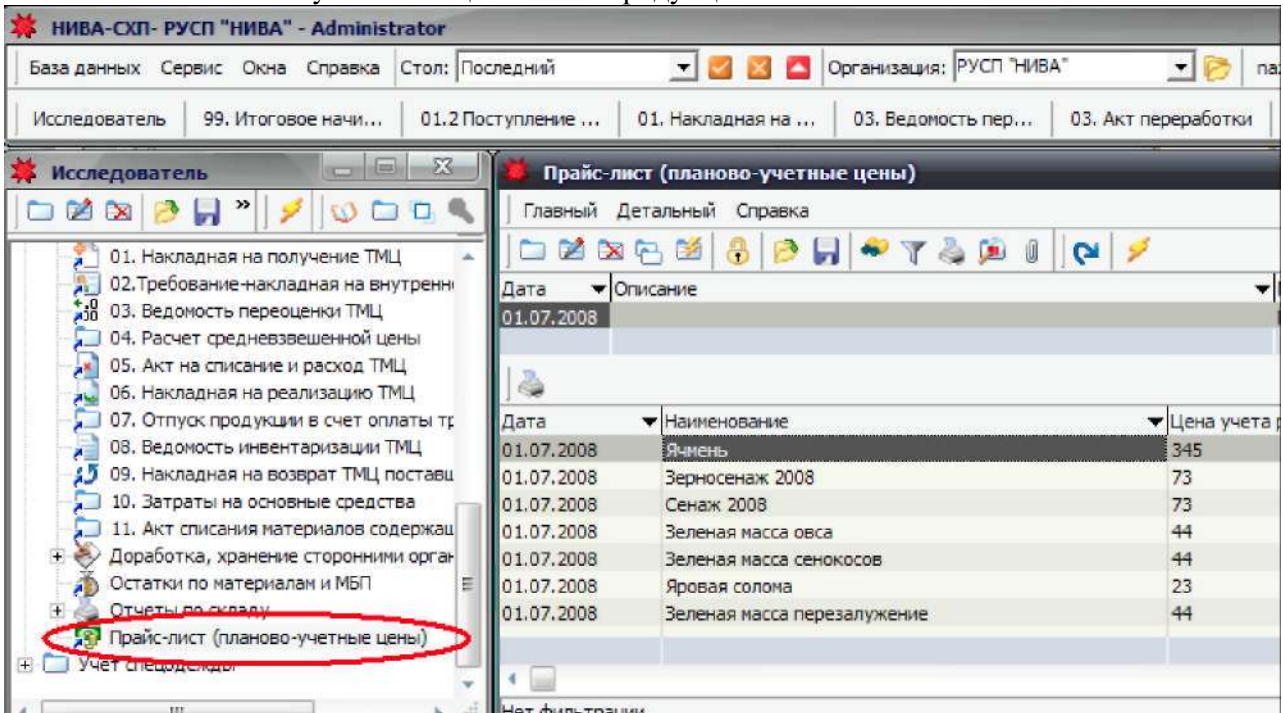 НИВА-СХП- РУСП "НИВА" - Administrator
База данных Сервис Окна Справка Стол: Последний Организация: РУСП "НИВА"
Исследователь 99. Итоговое начи... 01.2 Поступление ... 01. Накладная на ... 03. Ведомость пер... 03. Акт переработки
Исследователь
01. Накладная на получение ТМЦ
02.Требование-накладная на внутренн
03. Ведомость переоценки ТМЦ
04. Расчет средневзвешенной цены
05. Акт на списание и расход ТМЦ
06. Накладная на реализацию ТМЦ
07. Отпуск продукции в счет оплаты тр
08. Ведомость инвентаризации ТМЦ
09. Накладная на возврат ТМЦ поставщ
10. Затраты на основные средства
11. Акт списания материалов содержащ
Доработка, хранение сторонними орган
Остатки по материалам и МБП
Отчеты по складу
Прайс-лист (планово-учетные цены)
Учет спецодежды
Прайс-лист (планово-учетные цены)
Главный Детальный Справка
Дата Описание
01.07.2008
Дата Наименование Цена учета
01.07.2008 Ячмень 345
01.07.2008 Зерносенаж 2008 73
01.07.2008 Сенаж 2008 73
01.07.2008 Зеленая масса овса 44
01.07.2008 Зеленая масса сенокосов 44
01.07.2008 Яровая солома 23
01.07.2008 Зеленая масса перезалужение 44
Нет фильтрации